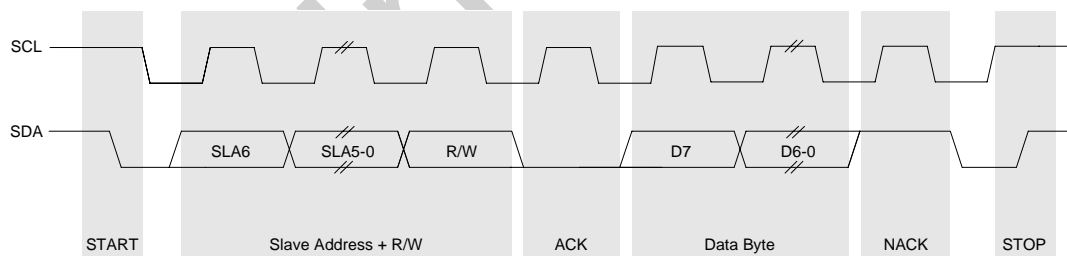 SCL
SDA
SLA6 SLA5-0 R/W D7 D6-0
START Slave Address + R/W ACK Data Byte NACK STOP